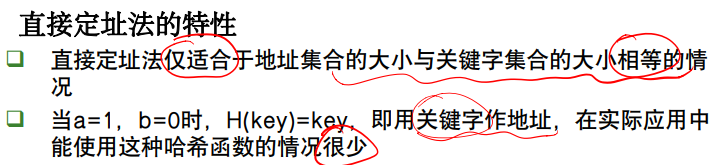 直接定址法的特性
直接定址法仅适合于地址集合的大小与关键字集合的大小相等的情
况
当a=1，b=0时，H(key)=key，即用关键字作地址，在实际应用中
能使用这种哈希函数的情况很少